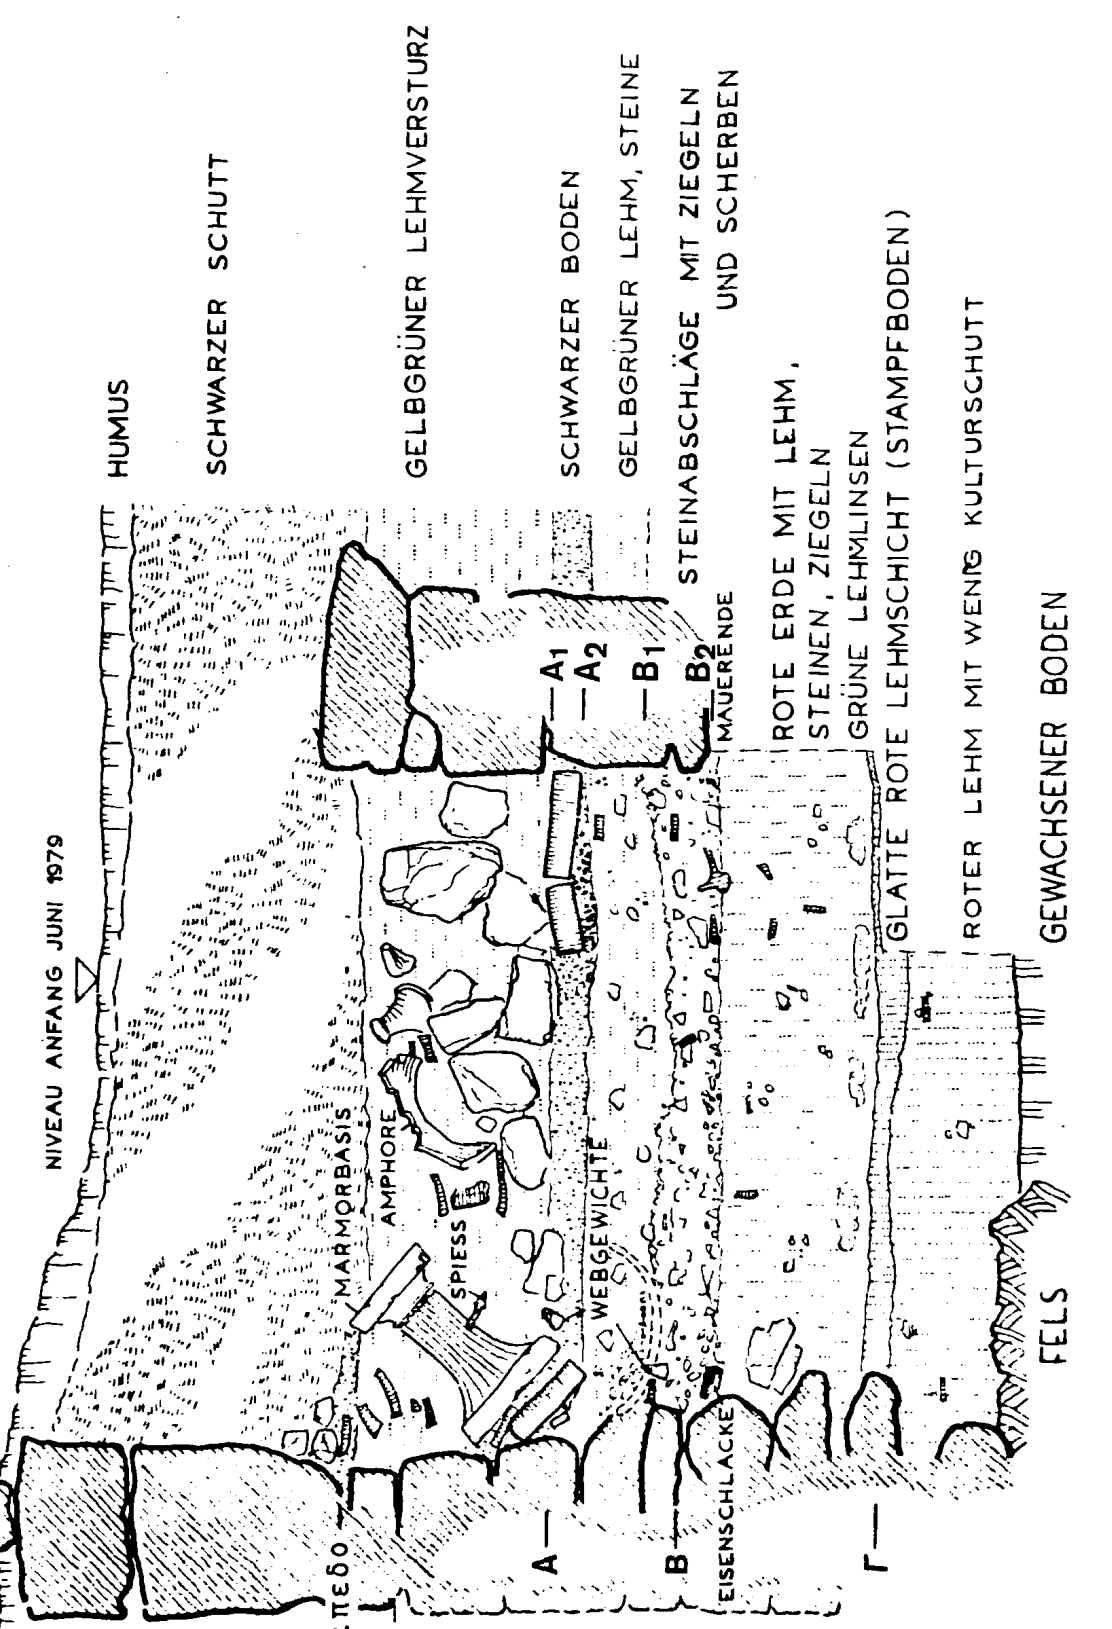 NIVEAU ANFANG JUNI 1979
HUMUS
SCHWARZER SCHUTT
GELBGRÜNER LEHMVERSTURZ
SCHWARZER BODEN
GELBGRÜNER LEHM, STEINE
STEINABSCHLÄGE MIT ZIEGELN
UND SCHERBEN
MAUERENDE
ROTE ERDE MIT LEHM,
STEINEN, ZIEGELN
GRÜNE LEHMLINSEN
GLATTE ROTE LEHMSCHICHT (STAMPFBODEN)
ROTER LEHM MIT WENIG KULTURSCHUTT
GEWACHSENER BODEN
FELS
MARMORBASIS
AMPHORE
SPIESS
WEBGEWICHTE
EISENSCHLACKE
A1
A2
B1
B2
πεδο
A
B
Γ